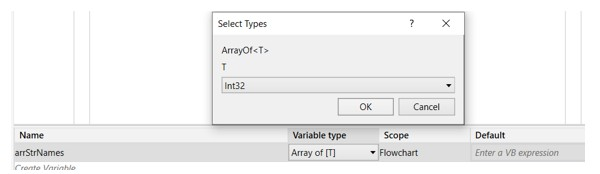 Select Types
?
X
ArrayOf<T>
T
Int32
OK Cancel
Name Variable type Scope Default
arrStrNames Array of [T] Flowchart Enter a VB expression
Create Variable